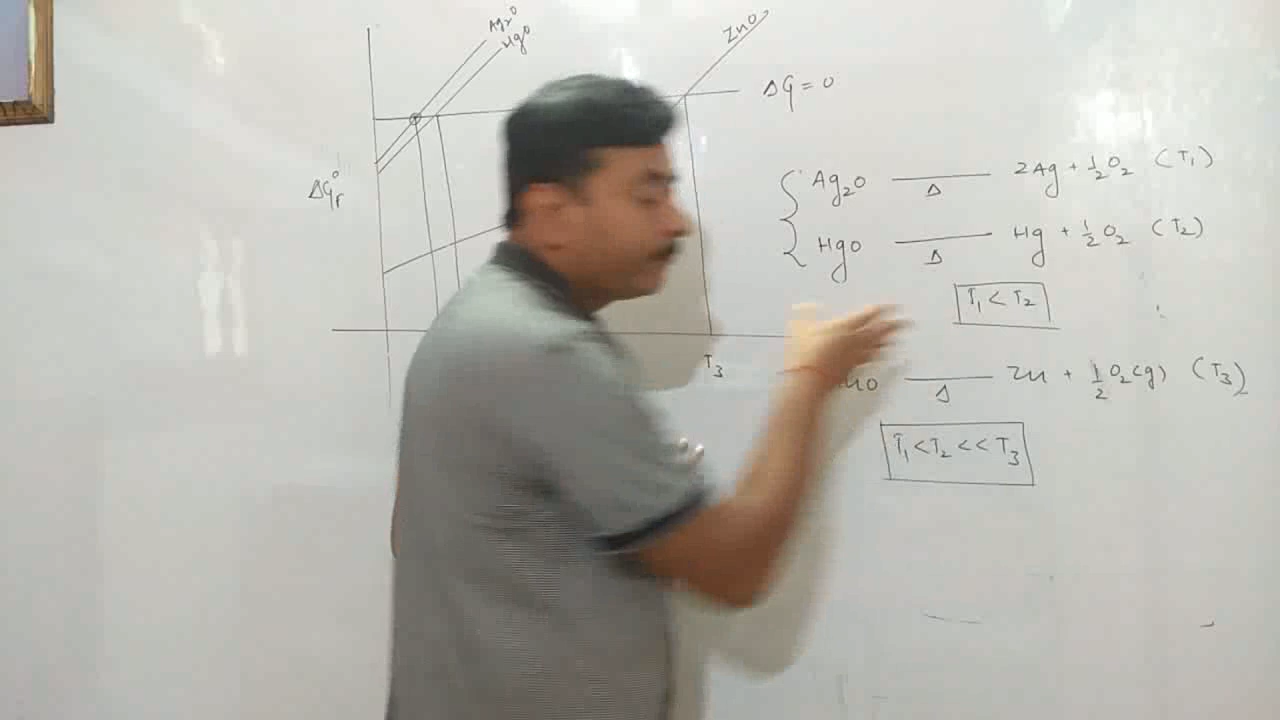 Ag₂O
HgO
ZnO
ΔG = 0
ΔG°r
Ag₂O Δ 2Ag + ½O₂ (T₁)
HgO Δ Hg + ½O₂ (T₂)
T₁ < T₂
T₃
Δ Zn + ½O₂(g) (T₃)
T₁ < T₂ << T₃